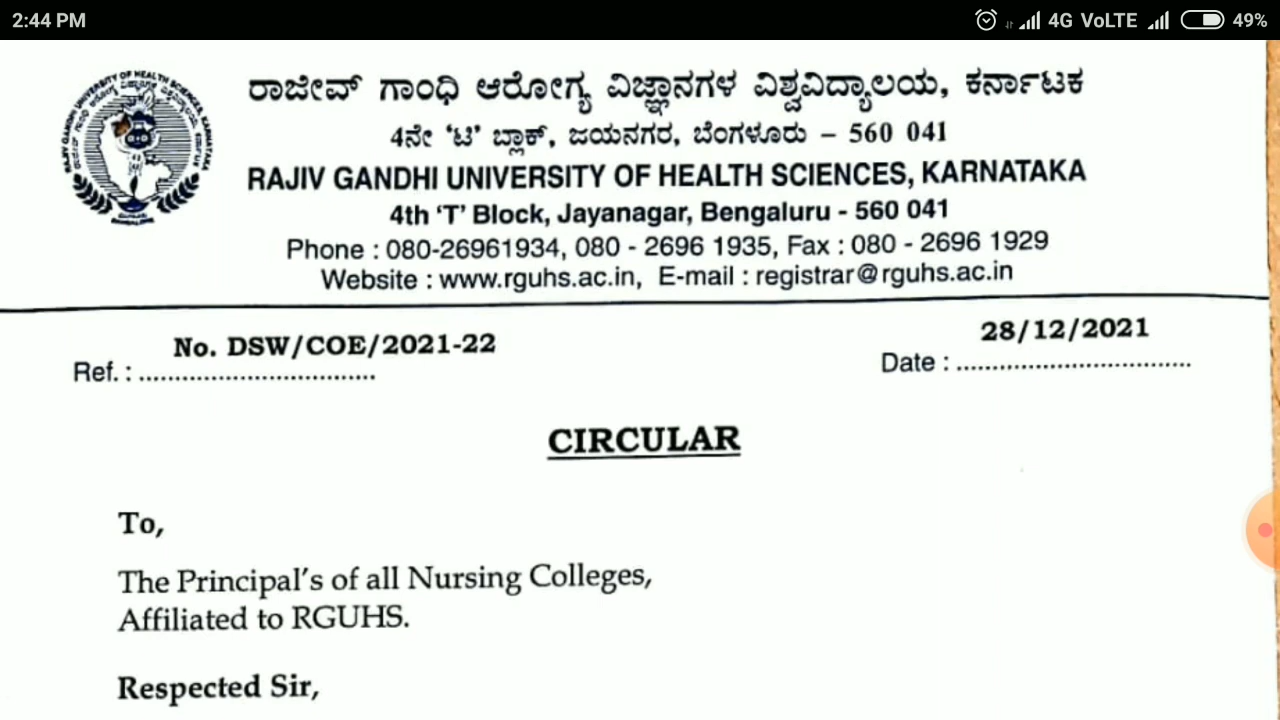 2:44 PM 4G VoLTE 49%
ರಾಜೀವ್ ಗಾಂಧಿ ಆರೋಗ್ಯ ವಿಜ್ಞಾನಗಳ ವಿಶ್ವವಿದ್ಯಾಲಯ, ಕರ್ನಾಟಕ
4ನೇ ‘ಟಿ’ ಬ್ಲಾಕ್, ಜಯನಗರ, ಬೆಂಗಳೂರು – 560 041
RAJIV GANDHI UNIVERSITY OF HEALTH SCIENCES, KARNATAKA
4th ‘T’ Block, Jayanagar, Bengaluru - 560 041
Phone : 080-26961934, 080 - 2696 1935, Fax : 080 - 2696 1929
Website : www.rguhs.ac.in, E-mail : registrar@rguhs.ac.in
No. DSW/COE/2021-22 28/12/2021
Ref. : ................................. Date : .................................
CIRCULAR
To,
The Principal’s of all Nursing Colleges,
Affiliated to RGUHS.
Respected Sir,